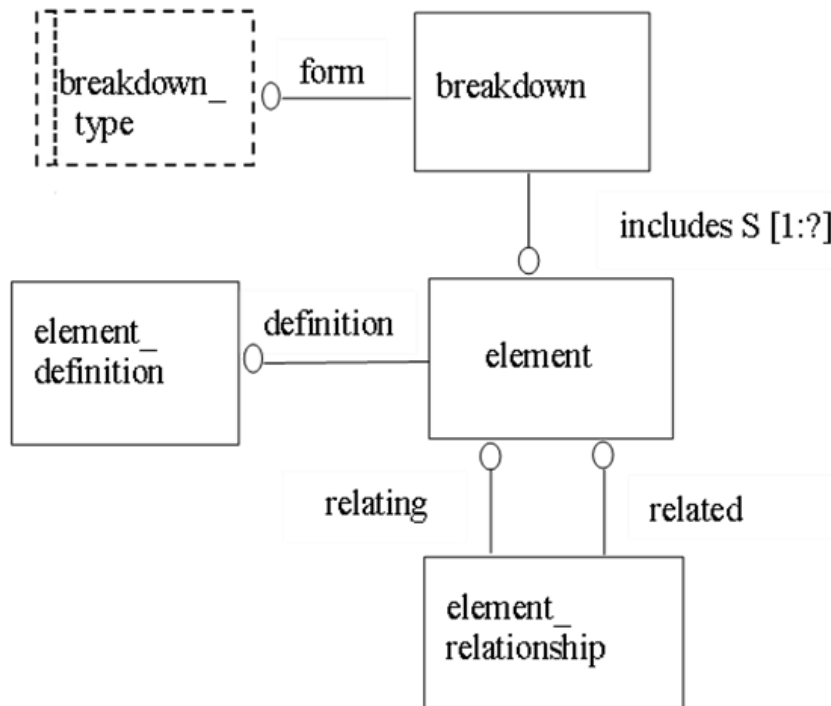 breakdown_
type
form
breakdown
includes S [1:?]
element_
definition
definition
element
relating
related
element_
relationship